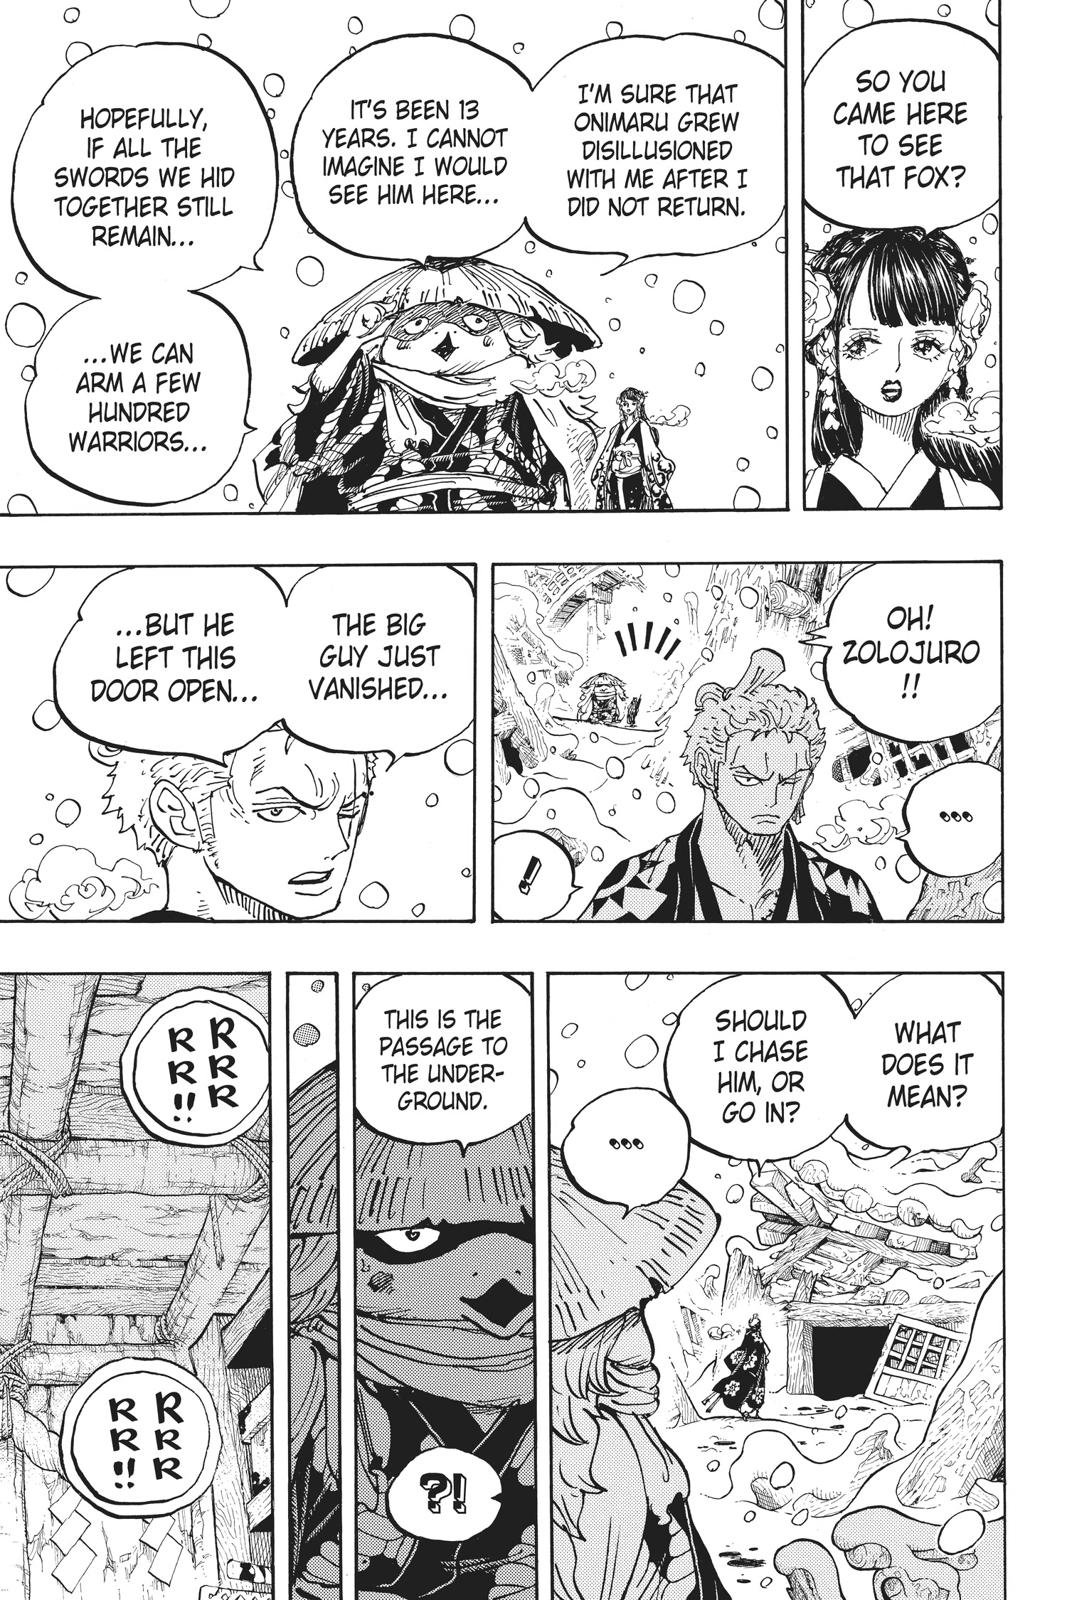 SO YOU
CAME HERE
TO SEE
THAT FOX?
I'M SURE THAT
ONIMARU GREW
DISILLUSIONED
WITH ME AFTER I
DID NOT RETURN.
IT'S BEEN 13
YEARS. I CANNOT
IMAGINE I WOULD
SEE HIM HERE...
HOPEFULLY,
IF ALL THE
SWORDS WE HID
TOGETHER STILL
REMAIN...
...WE CAN
ARM A FEW
HUNDRED
WARRIORS...
OH!
ZOLOJURO
!!
...
!
THE BIG
GUY JUST
VANISHED...
...BUT HE
LEFT THIS
DOOR OPEN...
WHAT
DOES IT
MEAN?
SHOULD
I CHASE
HIM, OR
GO IN?
...
THIS IS THE
PASSAGE TO
THE UNDER-
GROUND.
?!
RRR
RR!!
RRR
RR!!